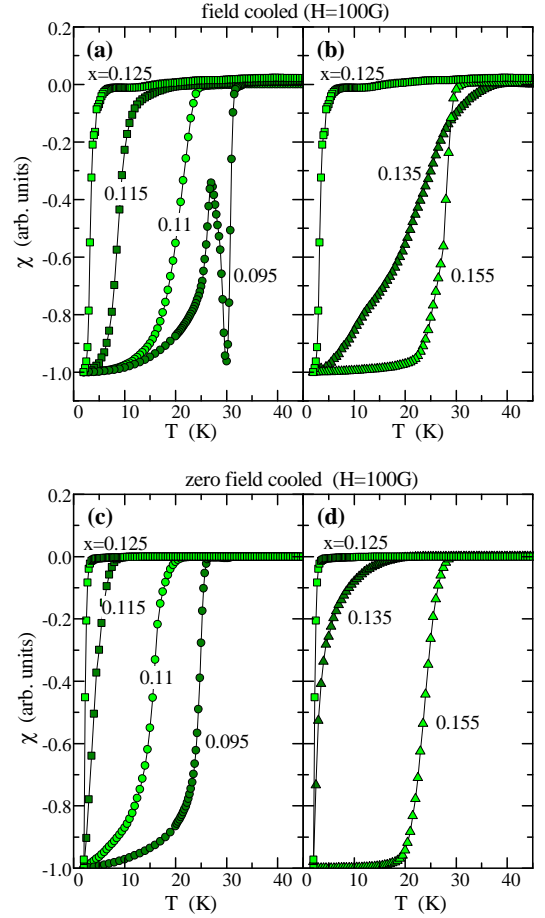 field cooled (H=100G)
(a)
(b)
x=0.125
x=0.125
0.115
0.11
0.095
0.135
0.155
0.2
0.0
-0.2
-0.4
-0.6
-0.8
-1.0
χ (arb. units)
0 10 20 30 40
0 10 20 30 40
T (K)
T (K)
zero field cooled (H=100G)
(c)
(d)
x=0.125
x=0.125
0.115
0.11
0.095
0.135
0.155
0.2
0.0
-0.2
-0.4
-0.6
-0.8
-1.0
χ (arb. units)
0 10 20 30 40
0 10 20 30 40
T (K)
T (K)